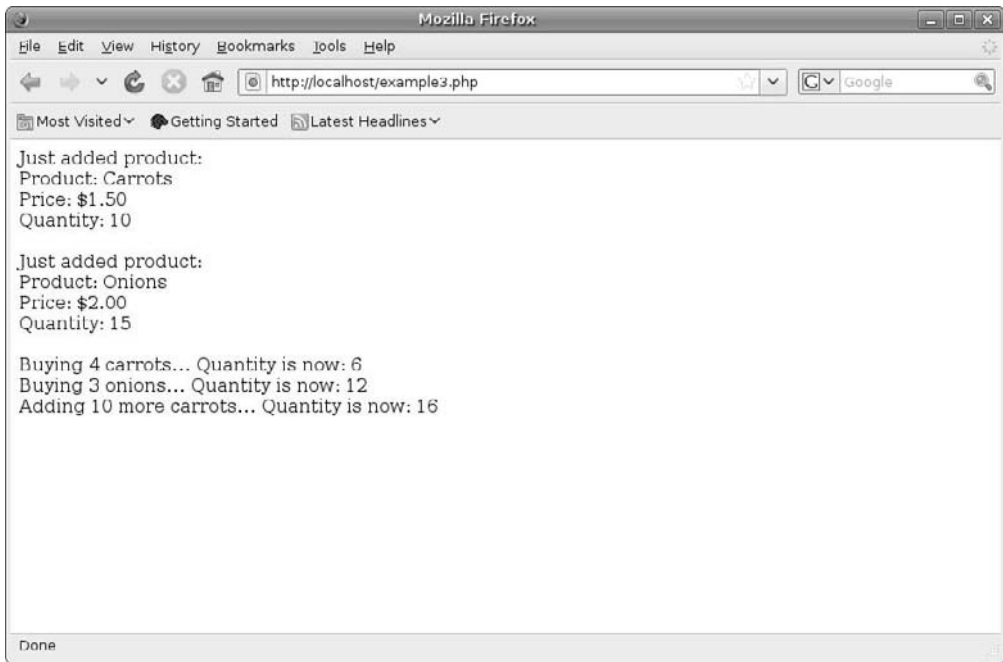 Mozilla Firefox
File Edit View History Bookmarks Tools Help
http://localhost/example3.php
G Google
Most Visited Getting Started Latest Headlines
Just added product:
Product: Carrots
Price: $1.50
Quantity: 10
Just added product:
Product: Onions
Price: $2.00
Quantity: 15
Buying 4 carrots... Quantity is now: 6
Buying 3 onions... Quantity is now: 12
Adding 10 more carrots... Quantity is now: 16
Done